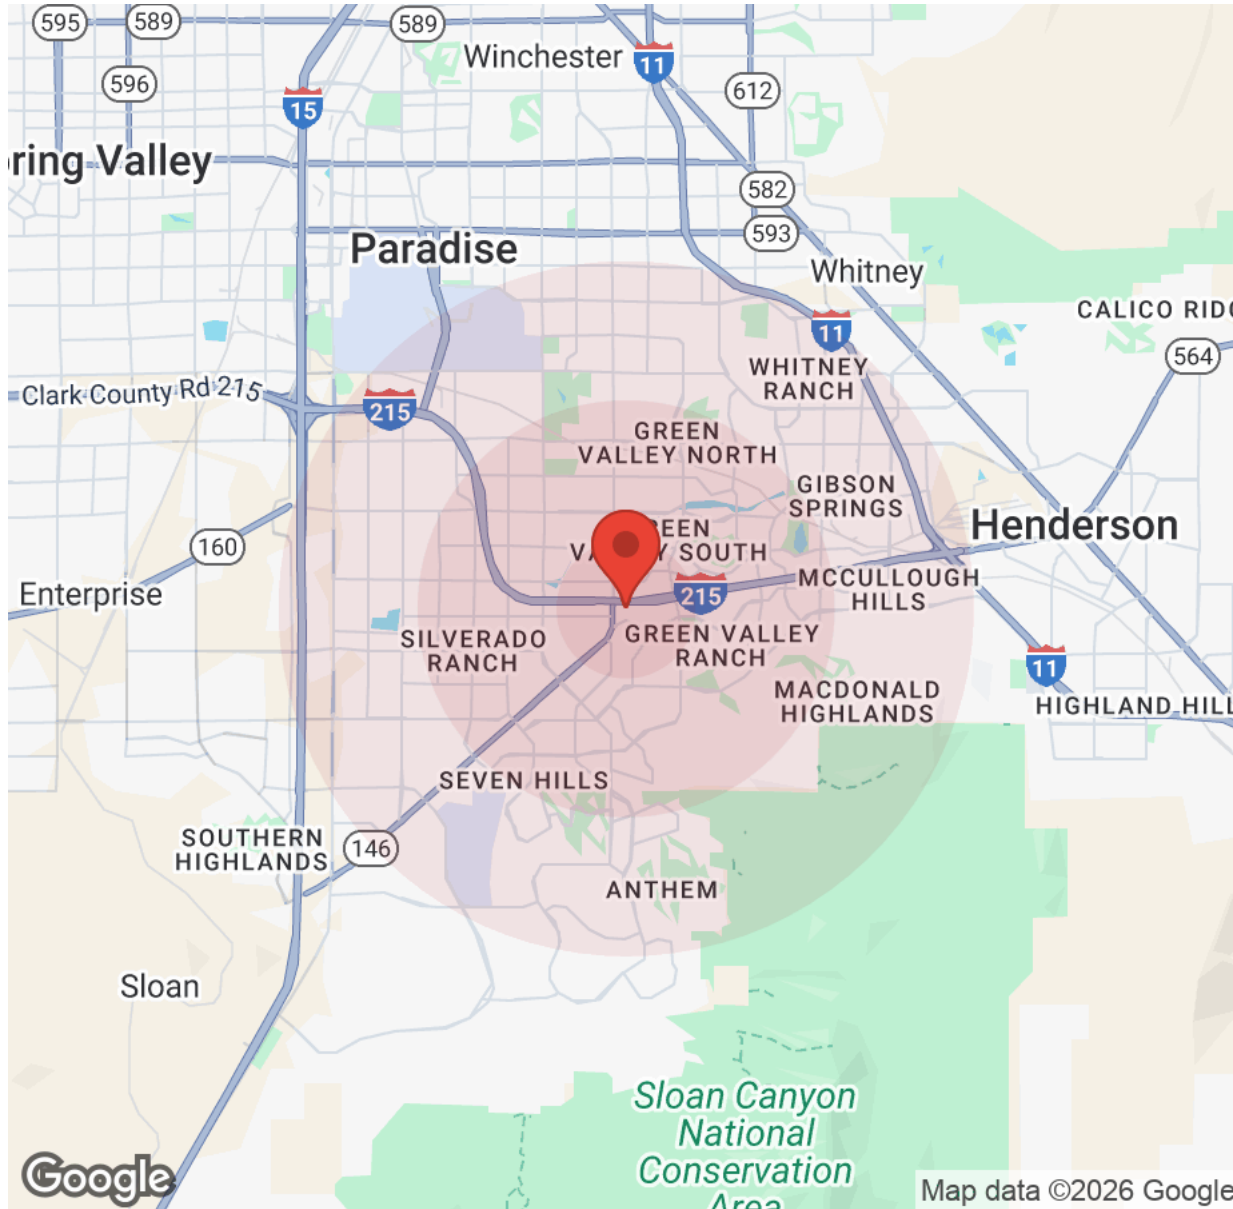 595
589
589
Winchester
11
596
612
15
ring Valley
582
593
Paradise
Whitney
CALICO RIDG
11
564
WHITNEY
RANCH
Clark County Rd 215
215
GREEN
VALLEY NORTH
GIBSON
SPRINGS
Henderson
160
EEN
VA Y SOUTH
MCCULLOUGH
HILLS
Enterprise
215
GREEN VALLEY
RANCH
SILVERADO
RANCH
11
MACDONALD
HIGHLANDS
HIGHLAND HILL
SEVEN HILLS
SOUTHERN
HIGHLANDS
146
ANTHEM
Sloan
Sloan Canyon
National
Conservation
Area
Google
Map data ©2026 Google